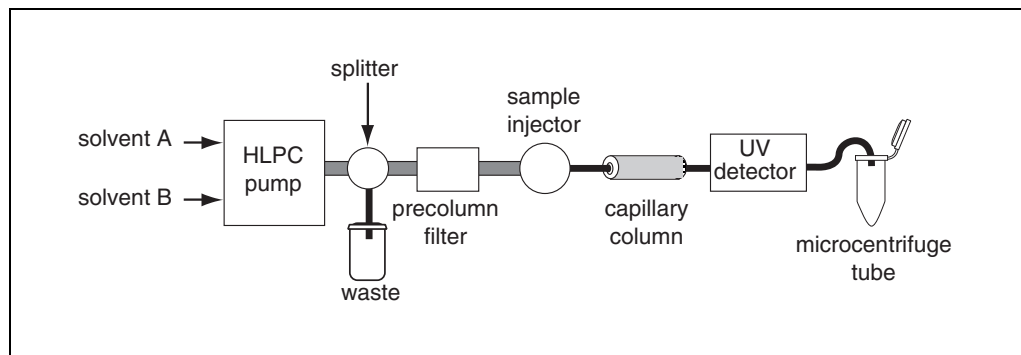 splitter
solvent A
solvent B
HLPC
pump
waste
precolumn
filter
sample
injector
capillary
column
UV
detector
microcentrifuge
tube